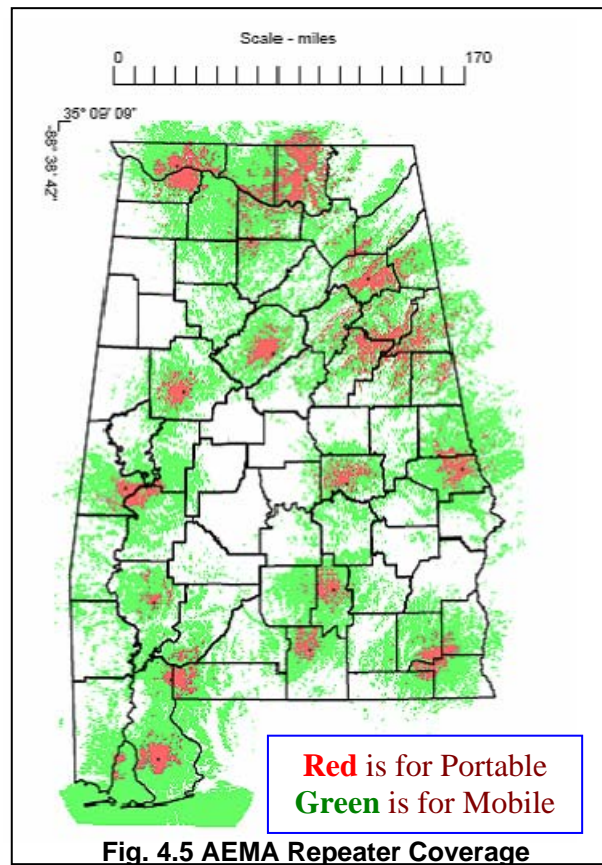 Scale - miles
0 170
35° 09′ 09″
-88° 38′ 42″
Red is for Portable
Green is for Mobile
Fig. 4.5 AEMA Repeater Coverage